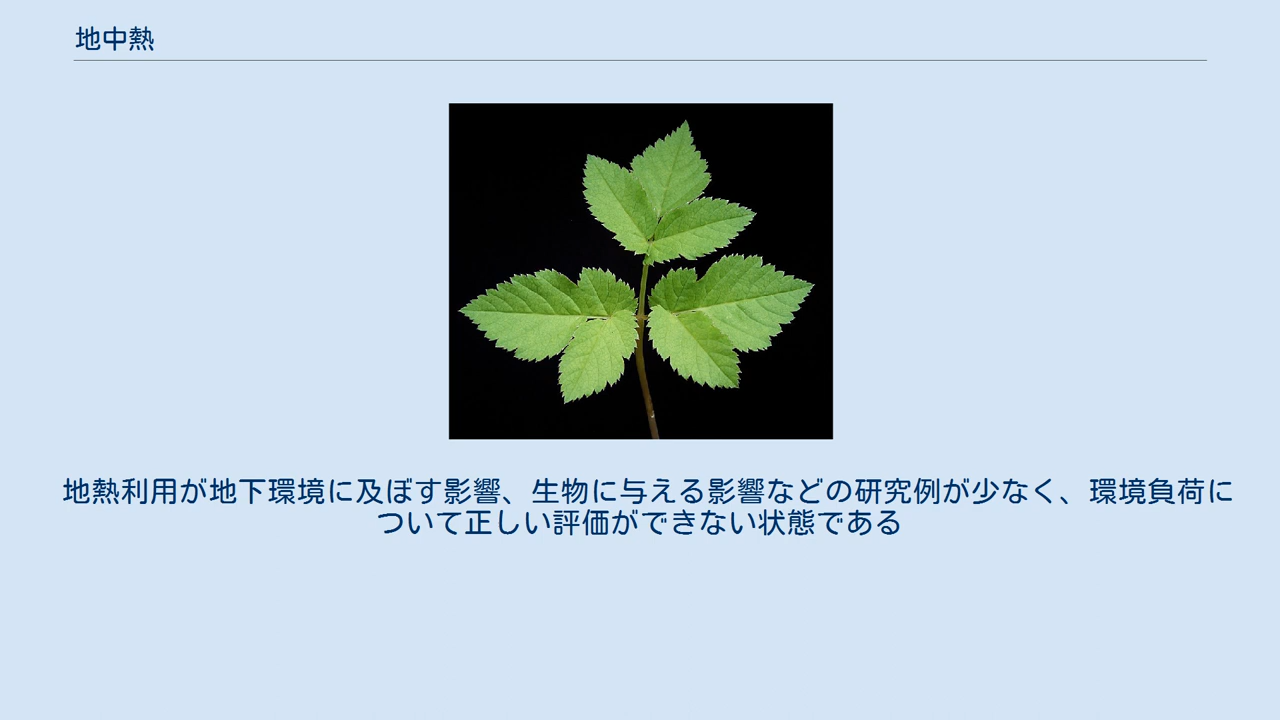 地中熱
地熱利用が地下環境に及ぼす影響、生物に与える影響などの研究例が少なく、環境負荷に
ついて正しい評価ができない状態である